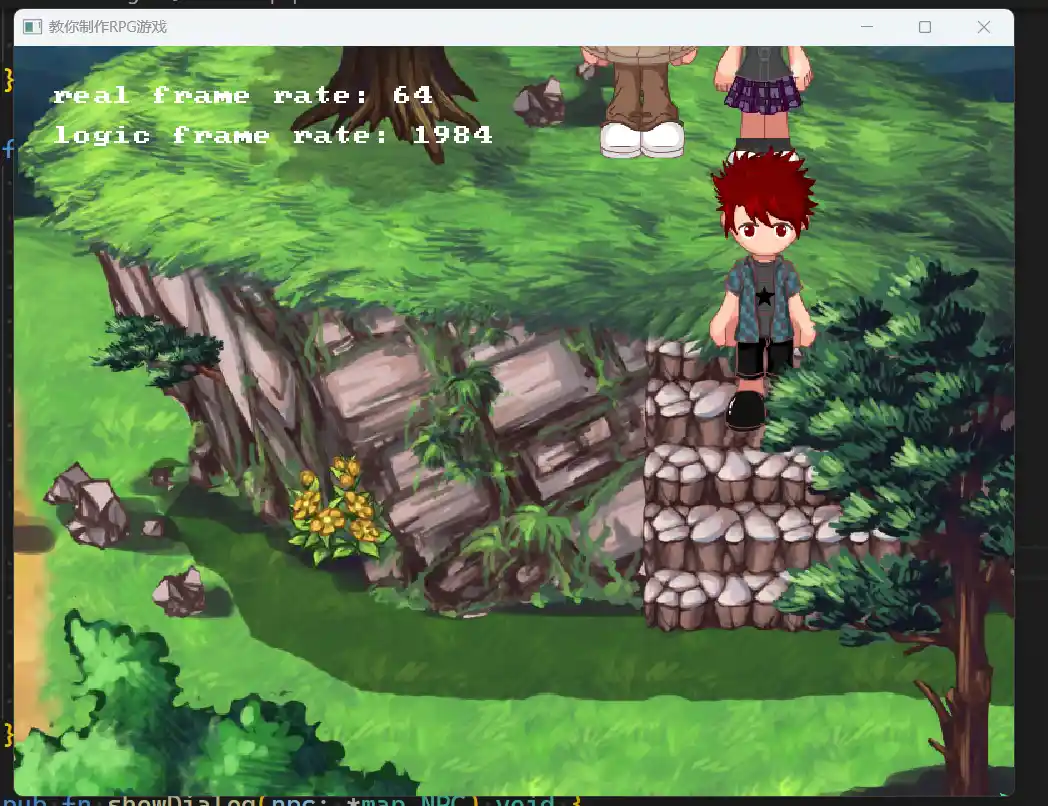 教你制作RPG游戏
}
f
real frame rate: 64
logic frame rate: 1984
}
pub fn showDialog(npc: *map.NPC) void {